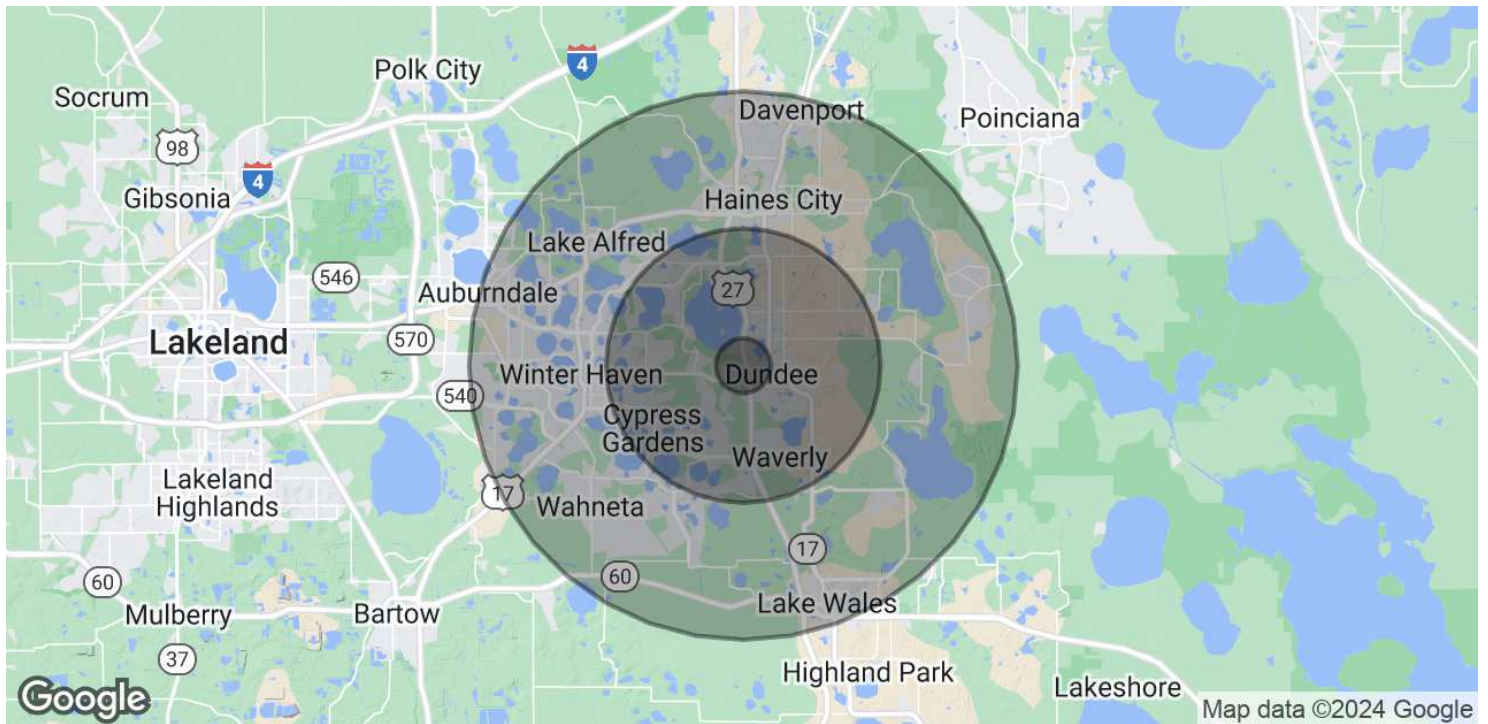 4
Polk City
Socrum
Davenport
Poinciana
98
4
Gibsonia
Haines City
Lake Alfred
546
27
Auburndale
Lakeland
570
Winter Haven
Dundee
540
Cypress
Gardens
Waverly
Lakeland
Highlands
17
Wahneta
17
60
60
Lake Wales
Mulberry
Bartow
37
Highland Park
Lakeshore
Google
Map data ©2024 Google